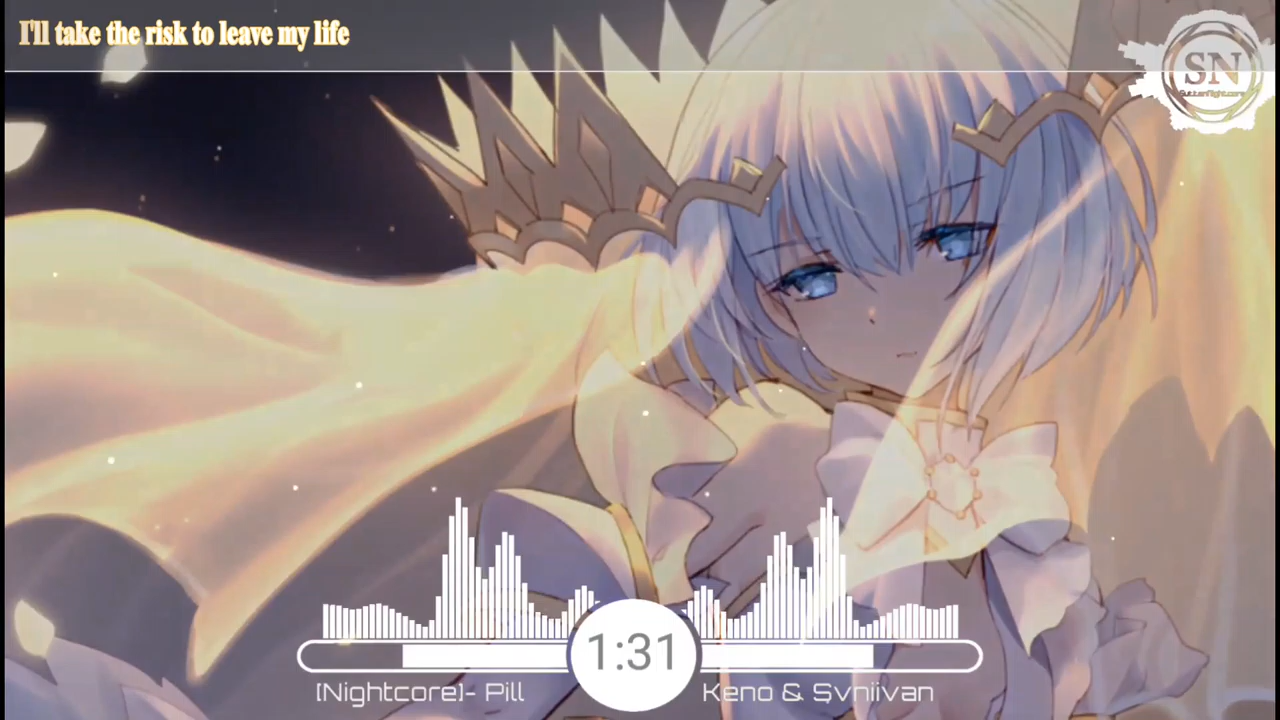 I'll take the risk to leave my life
SN
1:31
[Nightcore]- Pill
Keno & Svniivan